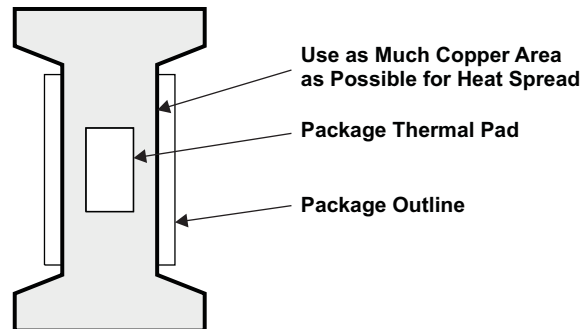 Use as Much Copper Area
as Possible for Heat Spread
Package Thermal Pad
Package Outline